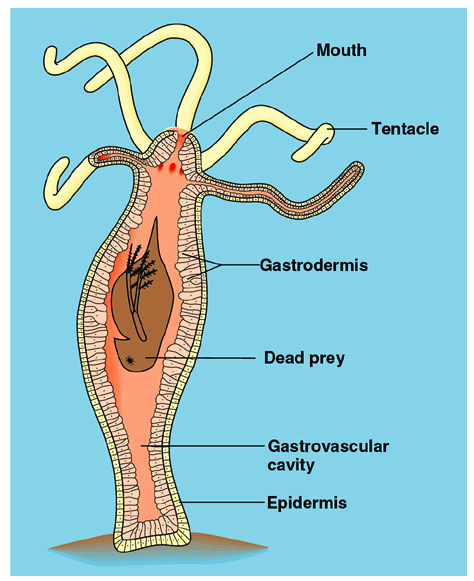 Mouth
Tentacle
Gastrodermis
Dead prey
Gastrovascular
cavity
Epidermis